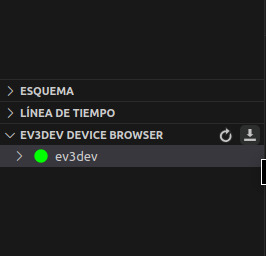 ESQUEMA
LÍNEA DE TIEMPO
EV3DEV DEVICE BROWSER
ev3dev